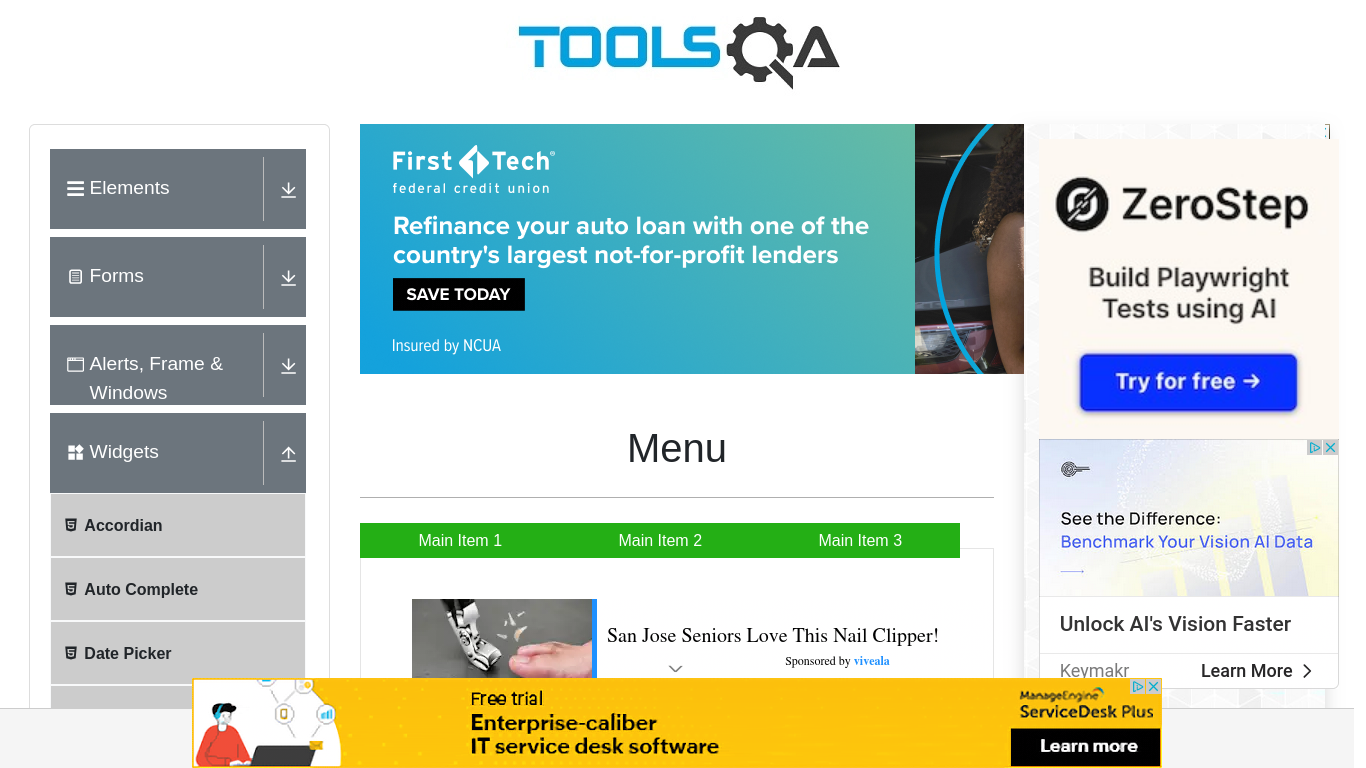 TOOLSQA
Elements
Forms
Alerts, Frame &
Windows
Widgets
Accordian
Auto Complete
Date Picker
First Tech®
federal credit union
Refinance your auto loan with one of the
country's largest not-for-profit lenders
SAVE TODAY
Insured by NCUA
Menu
Main Item 1
Main Item 2
Main Item 3
San Jose Seniors Love This Nail Clipper!
Sponsored by viveala
ZeroStep
Build Playwright
Tests using AI
Try for free →
See the Difference:
Benchmark Your Vision AI Data
Unlock AI's Vision Faster
Keymakr
Learn More
Free trial
Enterprise-caliber
IT service desk software
ManageEngine
ServiceDesk Plus
Learn more